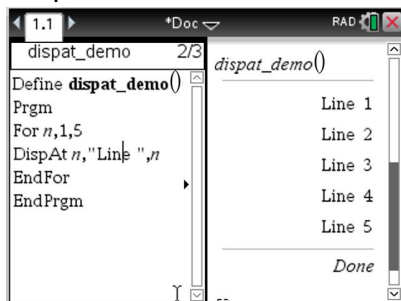 1.1 *Doc RAD
dispat_demo 2/3
Define dispat_demo()
Prgm
For n,1,5
DispAt n,"Line ",n
EndFor
EndPrgm
dispat_demo()
Line 1
Line 2
Line 3
Line 4
Line 5
Done